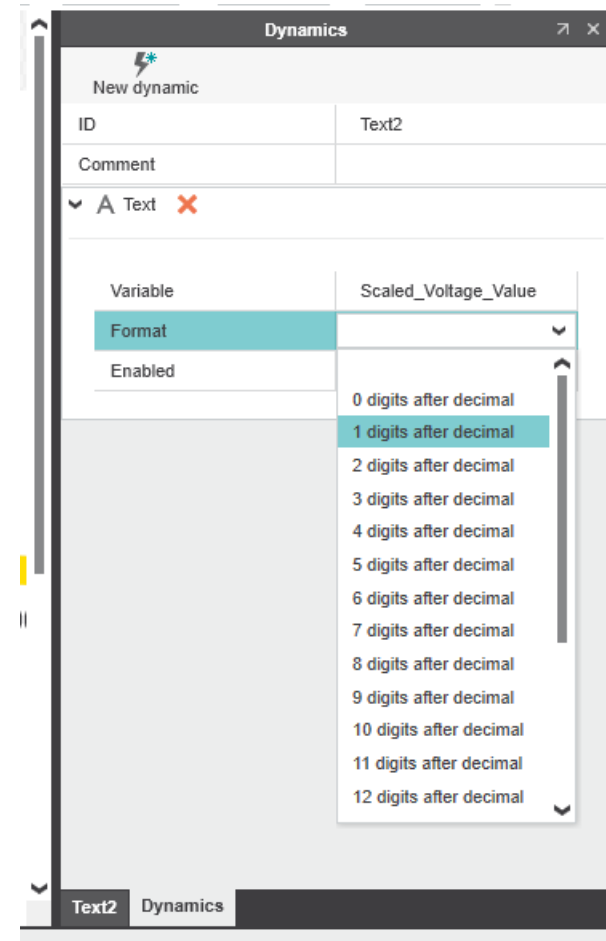 Dynamics
New dynamic
ID Text2
Comment
A Text
Variable Scaled_Voltage_Value
Format
Enabled
0 digits after decimal
1 digits after decimal
2 digits after decimal
3 digits after decimal
4 digits after decimal
5 digits after decimal
6 digits after decimal
7 digits after decimal
8 digits after decimal
9 digits after decimal
10 digits after decimal
11 digits after decimal
12 digits after decimal
Text2 Dynamics